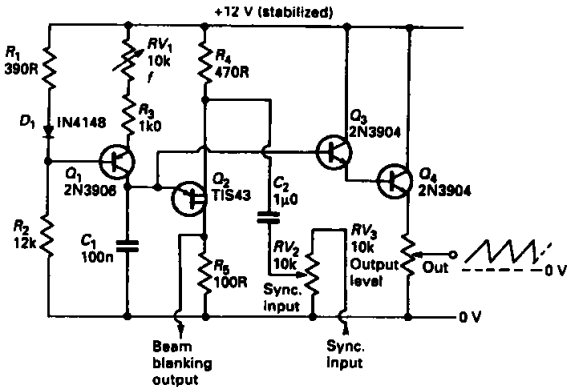 +12 V (stabilized)
R1
390R
RV1
10k
f
R4
470R
D1
IN4148
R3
1k0
Q3
2N3904
Q1
2N3906
Q2
TIS43
C2
1µ0
Q4
2N3904
R2
12k
C1
100n
RV2
10k
RV3
10k
Output
level
Out
0 V
R5
100R
Sync.
input
0 V
Beam
blanking
output
Sync.
input